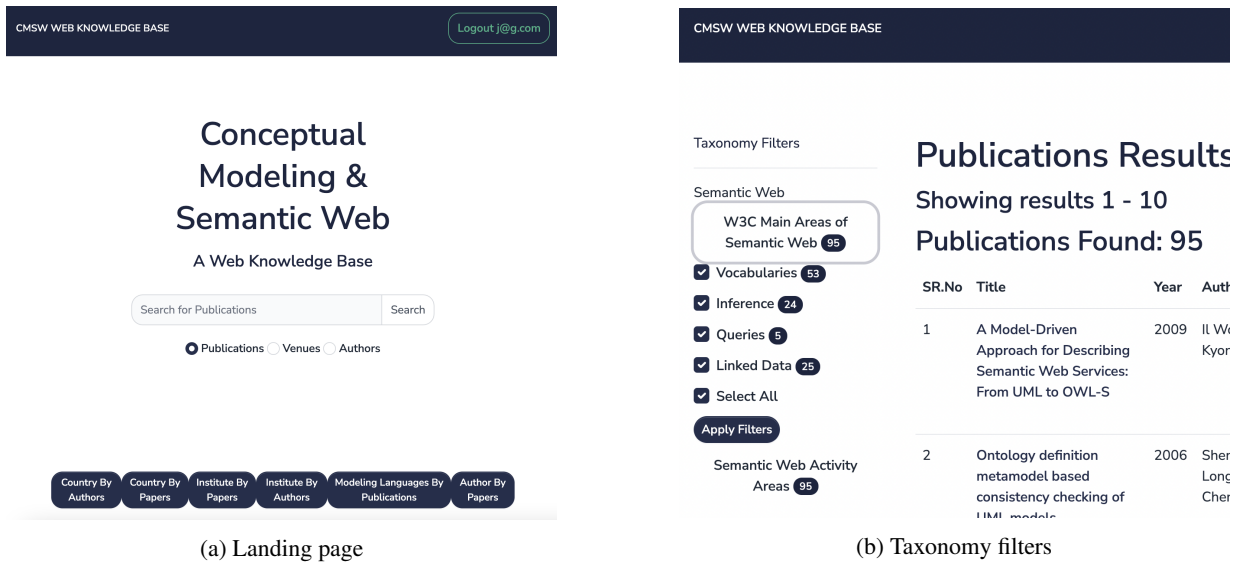 CMSW WEB KNOWLEDGE BASE
Logout j@g.com
Conceptual
Modeling &
Semantic Web
A Web Knowledge Base
Search for Publications
Search
Publications
Venues
Authors
Country By
Authors
Country By
Papers
Institute By
Papers
Institute By
Authors
Modeling Languages By
Publications
Author By
Papers
(a) Landing page
CMSW WEB KNOWLEDGE BASE
Taxonomy Filters
Semantic Web
W3C Main Areas of
Semantic Web 95
Vocabularies 53
Inference 24
Queries 5
Linked Data 25
Select All
Apply Filters
Semantic Web Activity
Areas 95
Publications Results
Showing results 1 - 10
Publications Found: 95
SR.No Title Year
1 A Model-Driven 2009 Il
Approach for Describing
Semantic Web Services:
From UML to OWL-S
2 Ontology definition 2006
metamodel based
consistency checking of
UML models
(b) Taxonomy filters